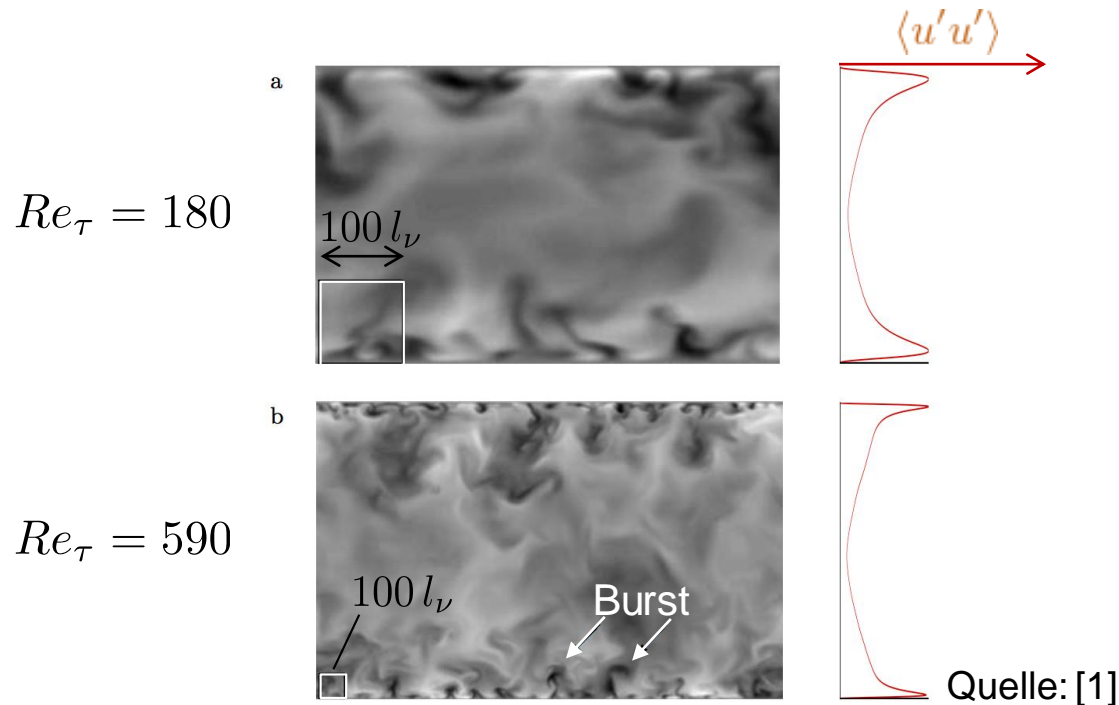 ⟨u′u′⟩
a
Re_τ = 180
100 l_ν
b
Re_τ = 590
100 l_ν
Burst
Quelle: [1]